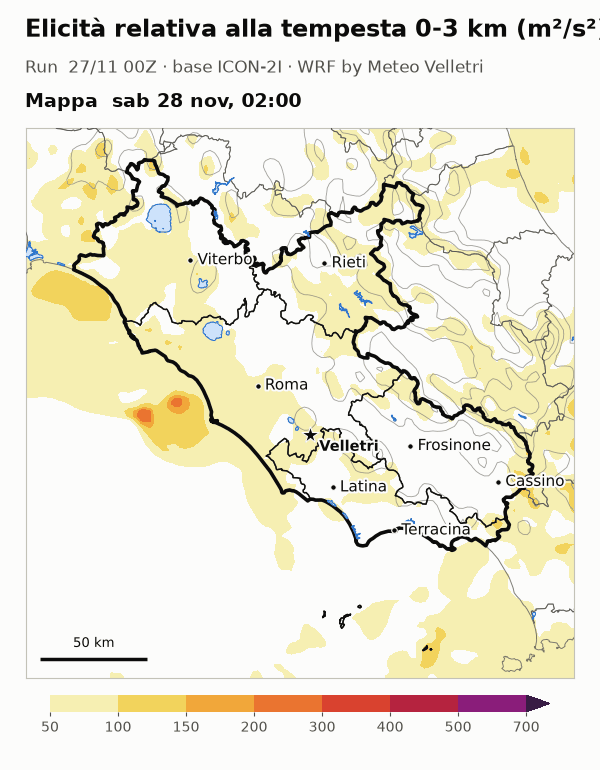 Elicità relativa alla tempesta 0-3 km (m²/s²)
Run  27/11 00Z · base ICON-2I · WRF by Meteo Velletri
Mappa  sab 28 nov, 02:00
Viterbo
Rieti
Roma
Velletri
Frosinone
Latina
Cassino
Terracina
50 km
50 100 150 200 300 400 500 700